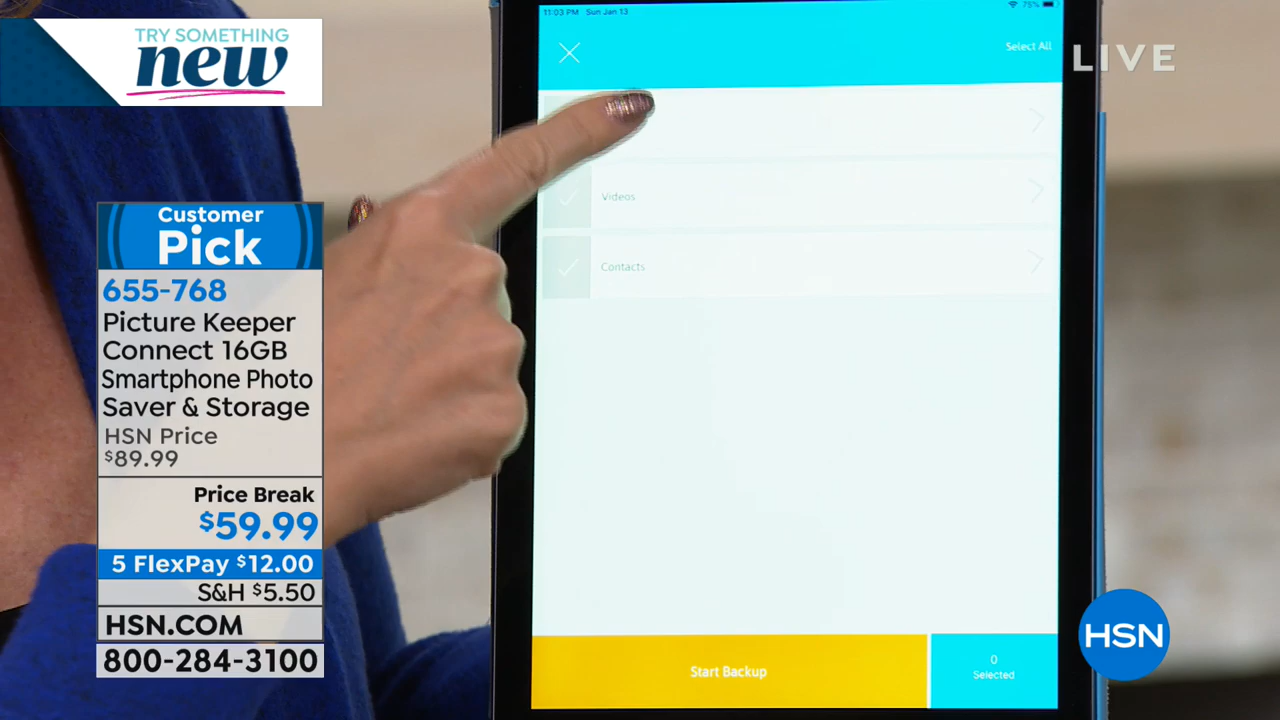 TRY SOMETHING
new
Customer
Pick
655-768
Picture Keeper
Connect 16GB
Smartphone Photo
Saver & Storage
HSN Price
$89.99
Price Break
$59.99
5 FlexPay $12.00
S&H $5.50
HSN.COM
800-284-3100
11:03 PM Sun Jan 13
75%
Select All
LIVE
Videos
Contacts
Start Backup
0
Selected
HSN